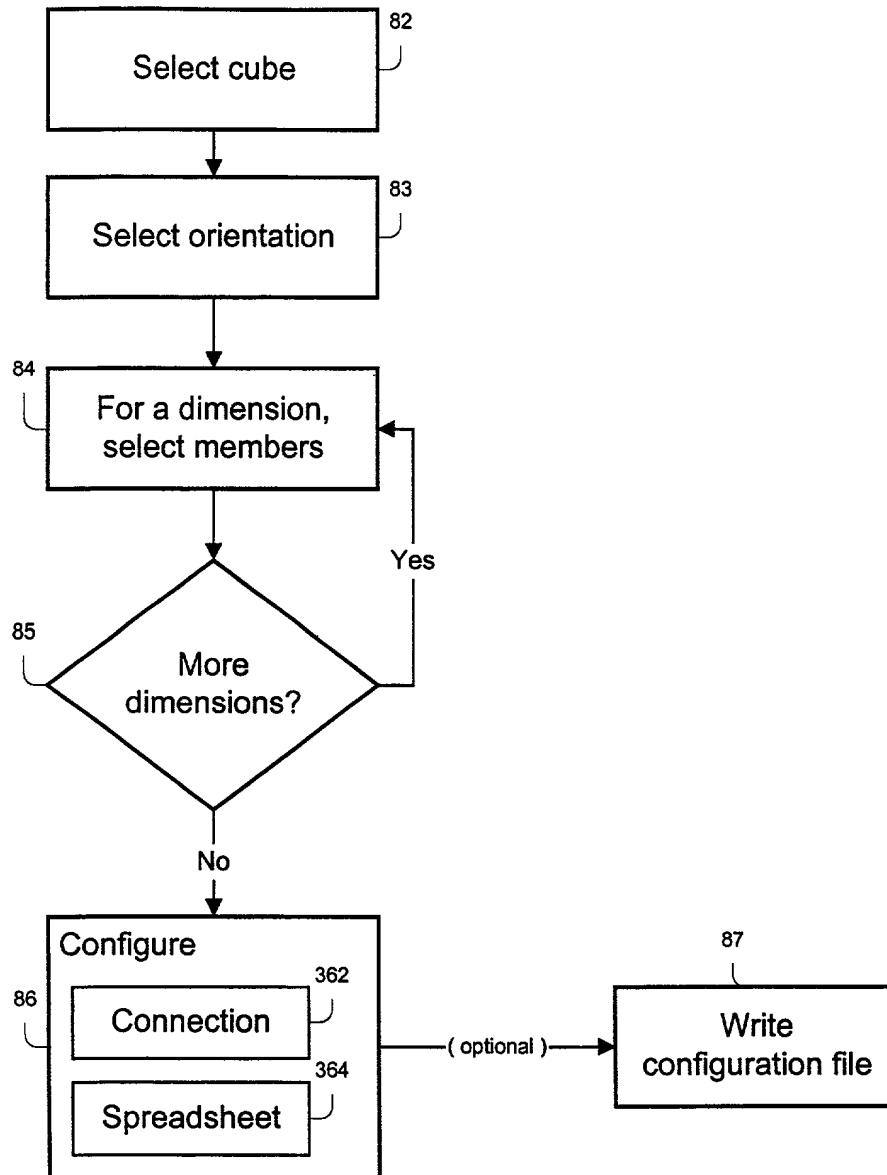 82
Select cube
83
Select orientation
84
For a dimension,
select members
Yes
85
More
dimensions?
No
Configure
86
362
Connection
364
Spreadsheet
( optional )
87
Write
configuration file